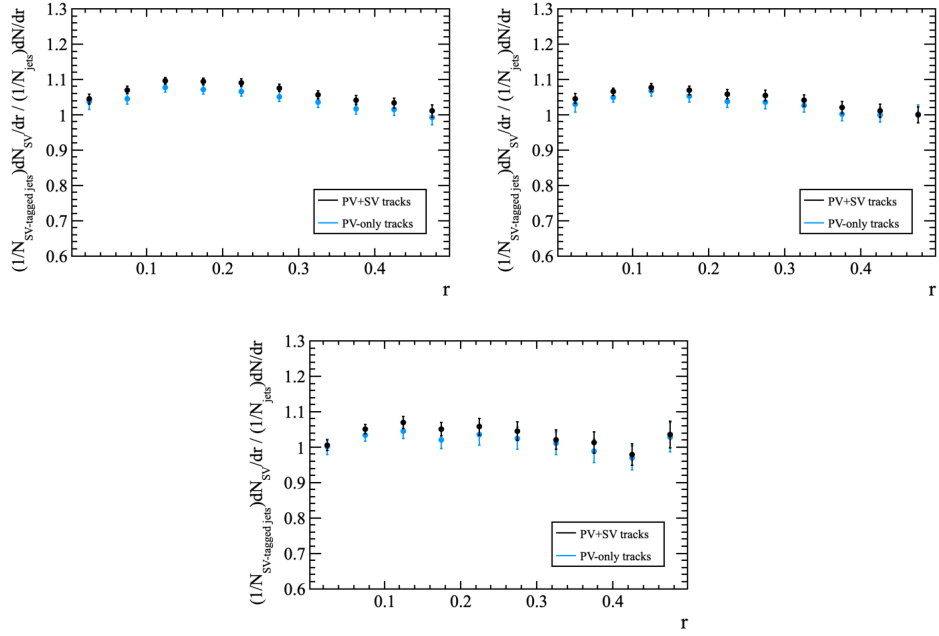 (1/N_SV-tagged jets)dN_SV/dr / (1/N_jets)dN/dr
1.3
1.2
1.1
1
0.9
0.8
0.7
0.6
PV+SV tracks
PV-only tracks
0.1 0.2 0.3 0.4
r
(1/N_SV-tagged jets)dN_SV/dr / (1/N_jets)dN/dr
1.3
1.2
1.1
1
0.9
0.8
0.7
0.6
PV+SV tracks
PV-only tracks
0.1 0.2 0.3 0.4
r
(1/N_SV-tagged jets)dN_SV/dr / (1/N_jets)dN/dr
1.3
1.2
1.1
1
0.9
0.8
0.7
0.6
PV+SV tracks
PV-only tracks
0.1 0.2 0.3 0.4
r